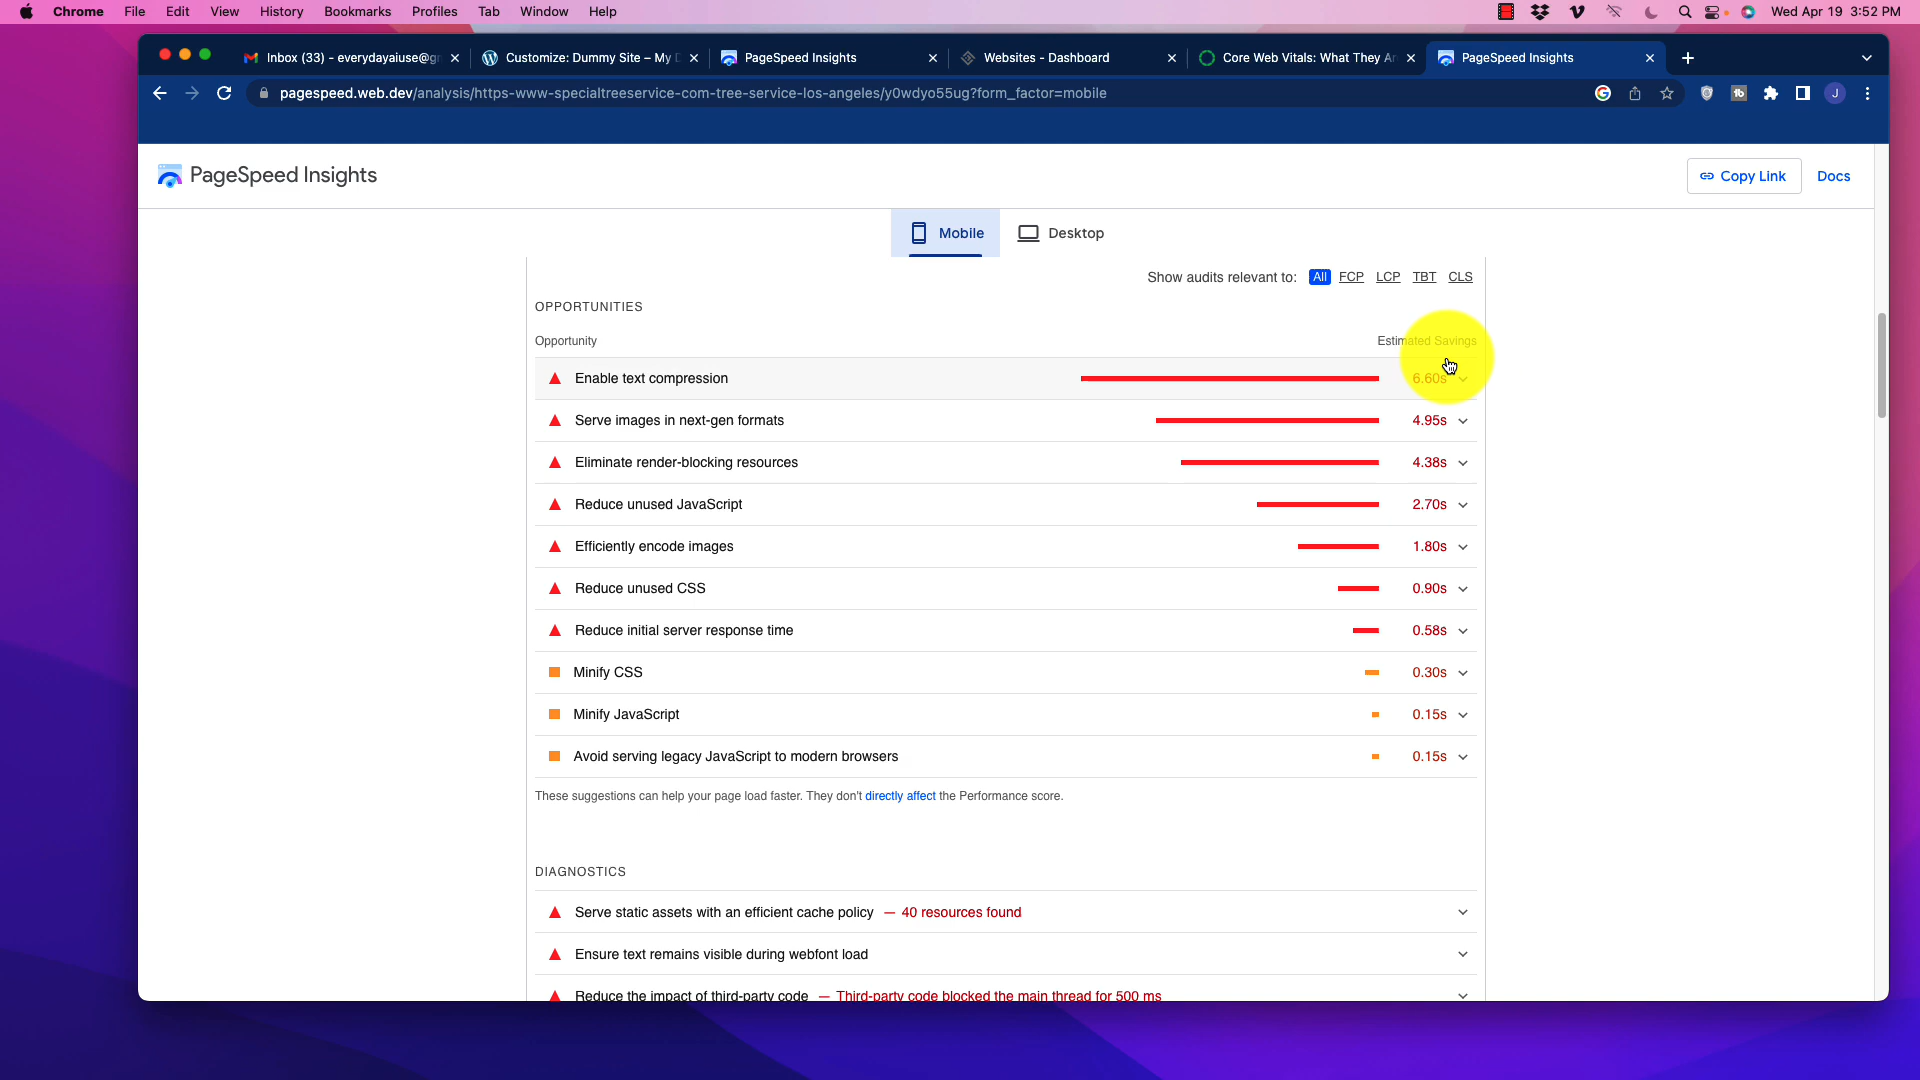 Chrome File Edit View History Bookmarks Profiles Tab Window Help Wed Apr 19 3:52 PM
Inbox (33) - everydayaiuse@gm Customize: Dummy Site – My D PageSpeed Insights Websites - Dashboard Core Web Vitals: What They Are PageSpeed Insights
pagespeed.web.dev/analysis/https-www-specialtreeservice-com-tree-service-los-angeles/y0wdyo55ug?form_factor=mobile
PageSpeed Insights
Copy Link
Docs
Mobile
Desktop
Show audits relevant to: All FCP LCP TBT CLS
OPPORTUNITIES
Opportunity Estimated Savings
Enable text compression 6.60s
Serve images in next-gen formats 4.95s
Eliminate render-blocking resources 4.38s
Reduce unused JavaScript 2.70s
Efficiently encode images 1.80s
Reduce unused CSS 0.90s
Reduce initial server response time 0.58s
Minify CSS 0.30s
Minify JavaScript 0.15s
Avoid serving legacy JavaScript to modern browsers 0.15s
These suggestions can help your page load faster. They don't directly affect the Performance score.
DIAGNOSTICS
Serve static assets with an efficient cache policy — 40 resources found
Ensure text remains visible during webfont load
Reduce the impact of third-party code — Third-party code blocked the main thread for 500 ms